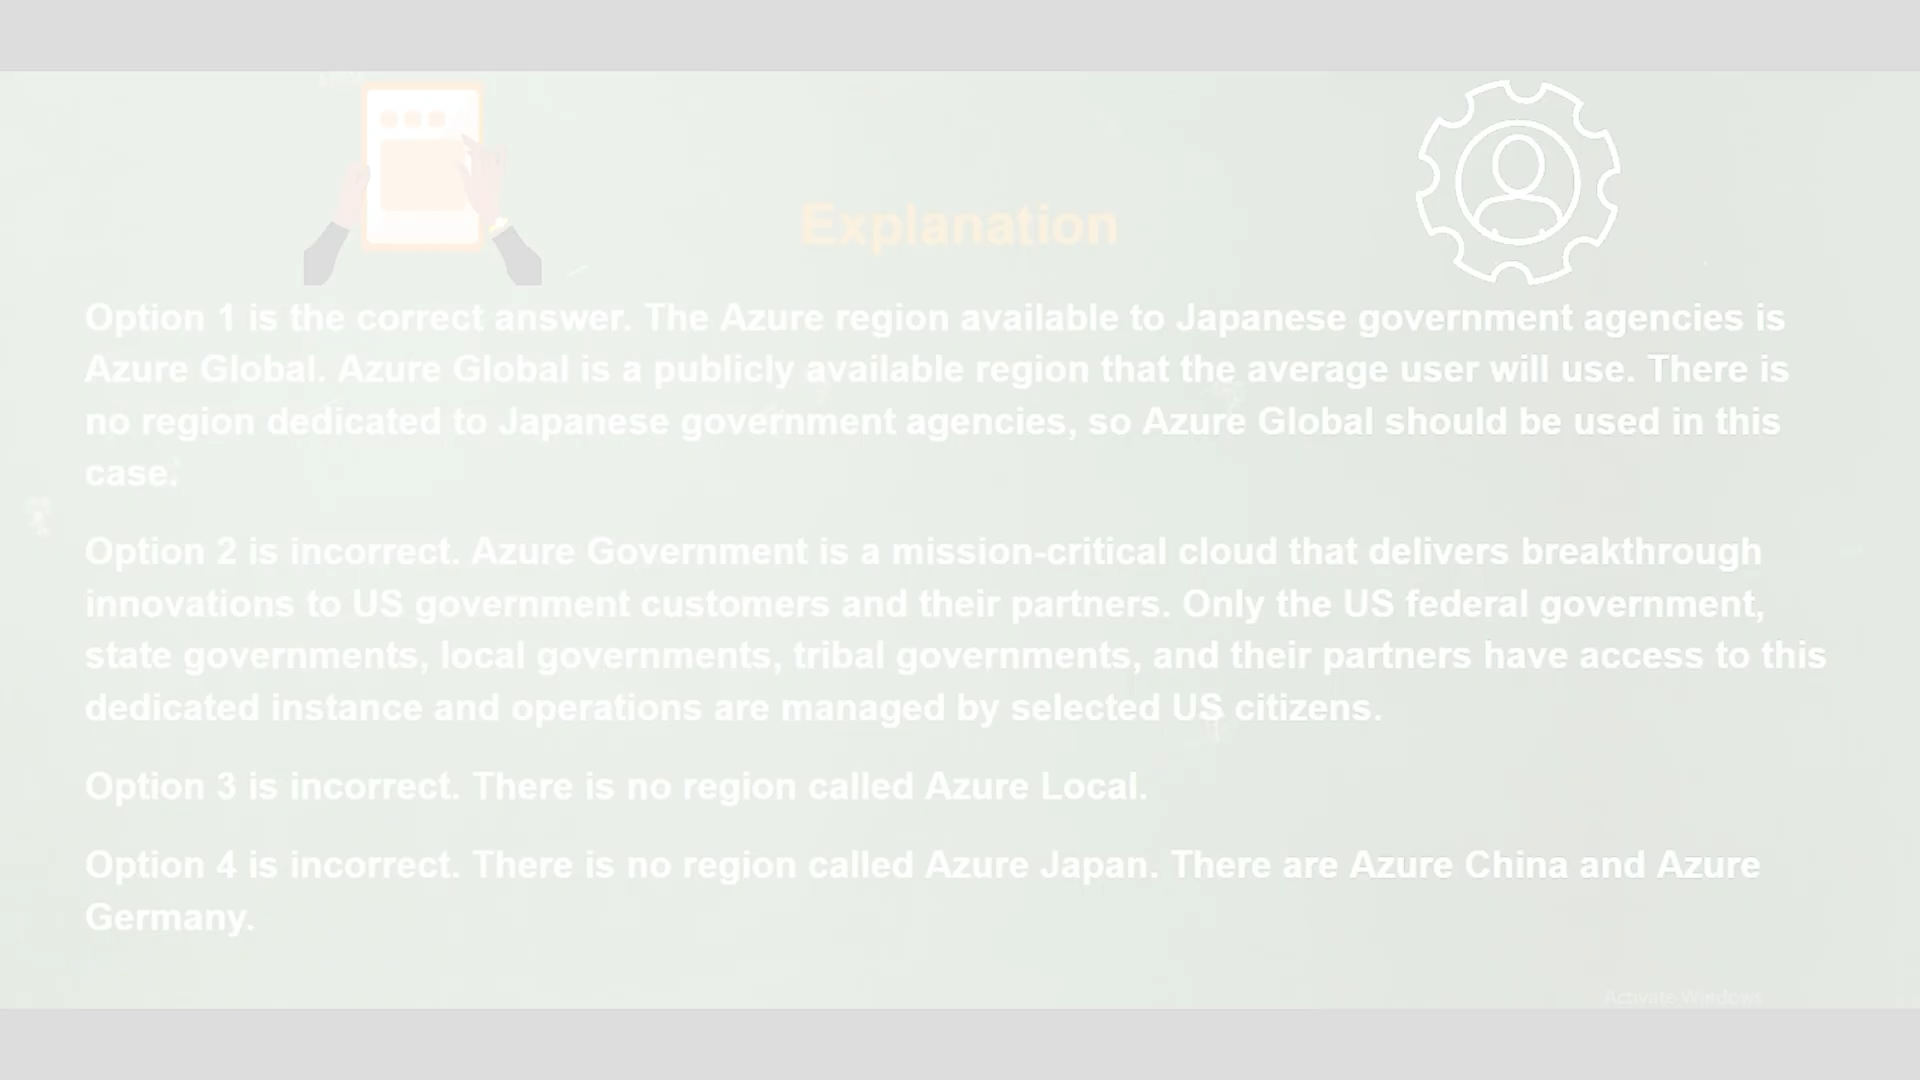 Explanation
Option 1 is the correct answer. The Azure region available to Japanese government agencies is
Azure Global. Azure Global is a publicly available region that the average user will use. There is
no region dedicated to Japanese government agencies, so Azure Global should be used in this
case.
Option 2 is incorrect. Azure Government is a mission-critical cloud that delivers breakthrough
innovations to US government customers and their partners. Only the US federal government,
state governments, local governments, tribal governments, and their partners have access to this
dedicated instance and operations are managed by selected US citizens.
Option 3 is incorrect. There is no region called Azure Local.
Option 4 is incorrect. There is no region called Azure Japan. There are Azure China and Azure
Germany.
Activate Windows